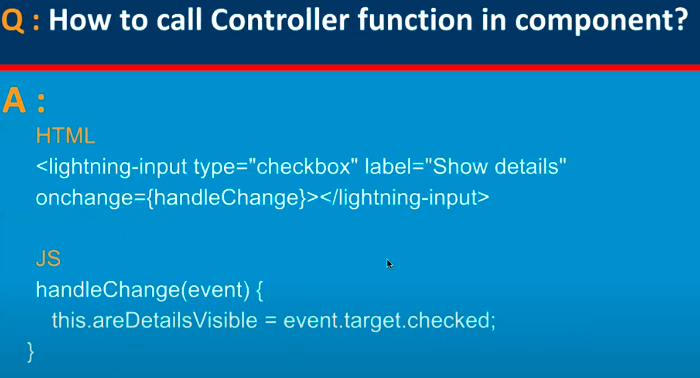 Q : How to call Controller function in component?
A :
HTML
<lightning-input type="checkbox" label="Show details"
onchange={handleChange}></lightning-input>
JS
handleChange(event) {
this.areDetailsVisible = event.target.checked;
}